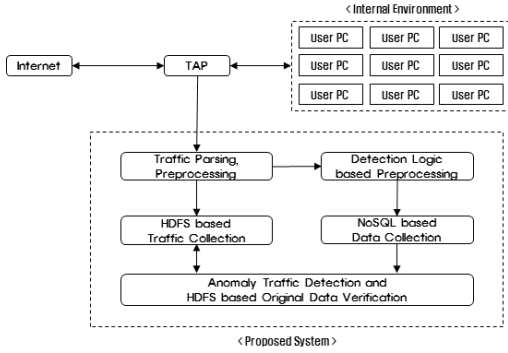 < Internal Environment >
User PC User PC User PC
Internet
TAP
User PC User PC User PC
User PC User PC User PC
Traffic Parsing,
Preprocessing
Detection Logic
based Preprocessing
HDFS based
Traffic Collection
NoSQL based
Data Collection
Anomaly Traffic Detection and
HDFS based Original Data Verification
< Proposed System >